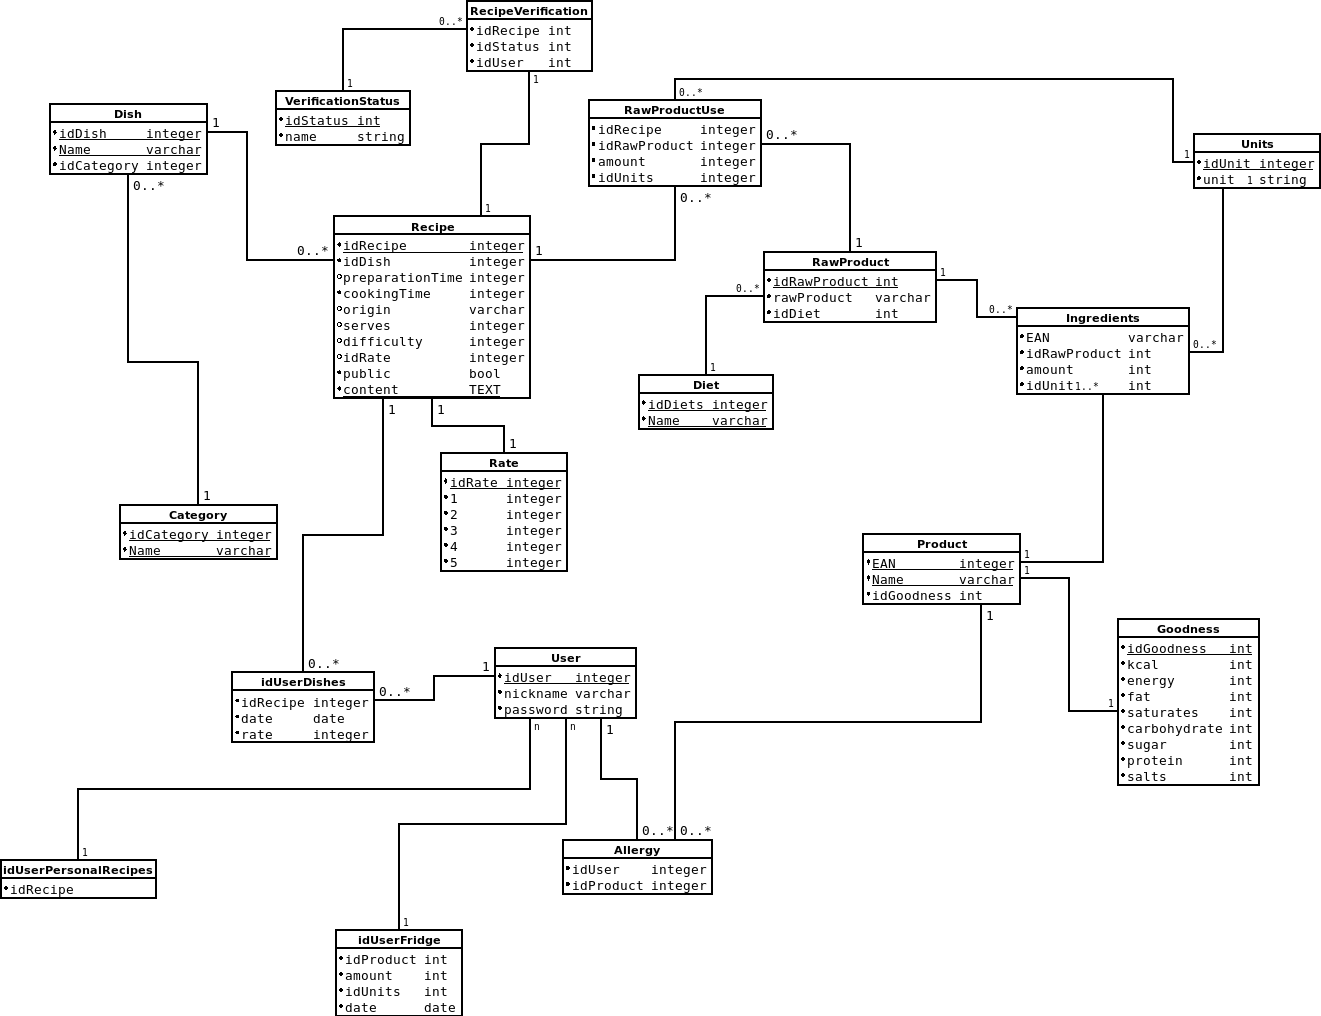 RecipeVerification
idRecipe int
idStatus int
idUser int
0..*
1
1
VerificationStatus
idStatus int
name string
Dish
idDish integer
Name varchar
idCategory integer
1
0..*
RawProductUse
idRecipe integer
idRawProduct integer
amount integer
idUnits integer
0..*
0..*
0..*
Units
idUnit integer
unit 1 string
1
Recipe
idRecipe integer
idDish integer
preparationTime integer
cookingTime integer
origin varchar
serves integer
difficulty integer
idRate integer
public bool
content TEXT
1
0..*
1
1
1
RawProduct
idRawProduct int
rawProduct varchar
idDiet int
1
1
0..*
Ingredients
EAN varchar
idRawProduct int
amount int
idUnit1..* int
0..*
0..*
Diet
idDiets integer
Name varchar
1
Rate
idRate integer
1 integer
2 integer
3 integer
4 integer
5 integer
1
Category
idCategory integer
Name varchar
1
Product
EAN integer
Name varchar
idGoodness int
1
1
1
Goodness
idGoodness int
kcal int
energy int
fat int
saturates int
carbohydrate int
sugar int
protein int
salts int
1
User
idUser integer
nickname varchar
password string
1
n
n
1
idUserDishes
idRecipe integer
date date
rate integer
0..*
0..*
Allergy
idUser integer
idProduct integer
0..* 0..*
idUserPersonalRecipes
idRecipe
1
idUserFridge
idProduct int
amount int
idUnits int
date date
1